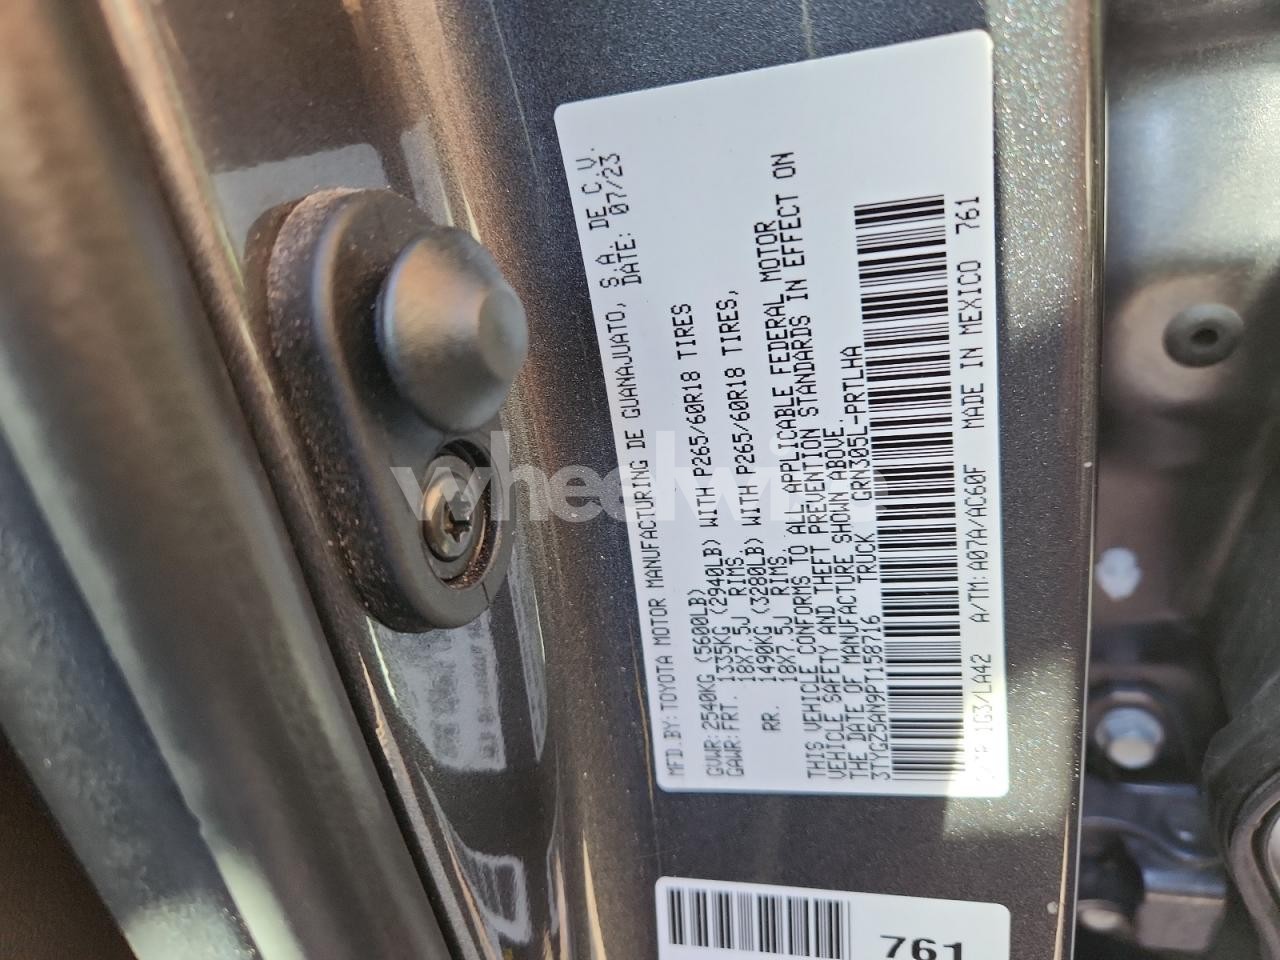 MFD.BY: TOYOTA MOTOR MANUFACTURING DE GUANAJUATO, S.A. DE C.V.
DATE: 07/23
GVWR: 2540KG (5600LB)
GAWR: FRT. 1335KG (2940LB) WITH P265/60R18 TIRES
18X7.5J RIMS.
RR. 1490KG (3280LB) WITH P265/60R18 TIRES,
18X7.5J RIMS.
THIS VEHICLE CONFORMS TO ALL APPLICABLE FEDERAL MOTOR
VEHICLE SAFETY AND THEFT PREVENTION STANDARDS IN EFFECT ON
THE DATE OF MANUFACTURE SHOWN ABOVE.
3TYGZ5AN9PT158716 TRUCK GRN305L-PRTLHA
C/TR 1G3/LA42 A/TM: A07A/AC60F MADE IN MEXICO 761
761